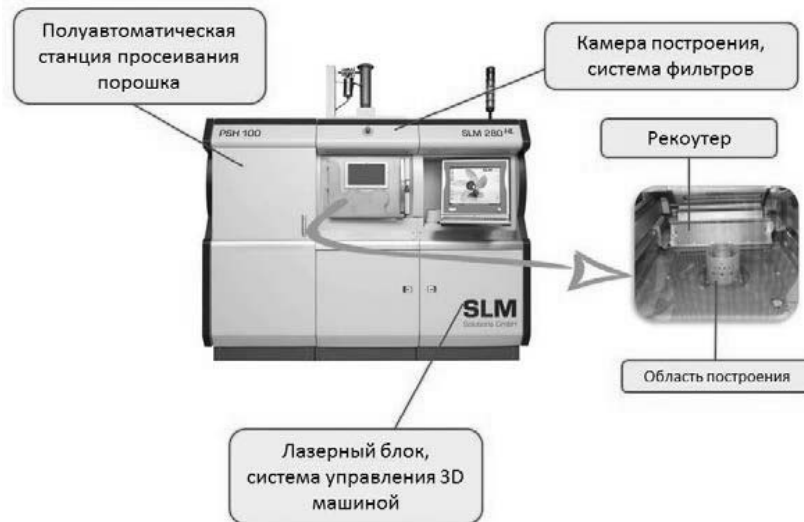 Полуавтоматическая
станция просеивания
порошка
Камера построения,
система фильтров
PSH 100
SLM 280 HL
Рекоутер
SLM
Solutions GmbH
Область построения
Лазерный блок,
система управления 3D
машиной